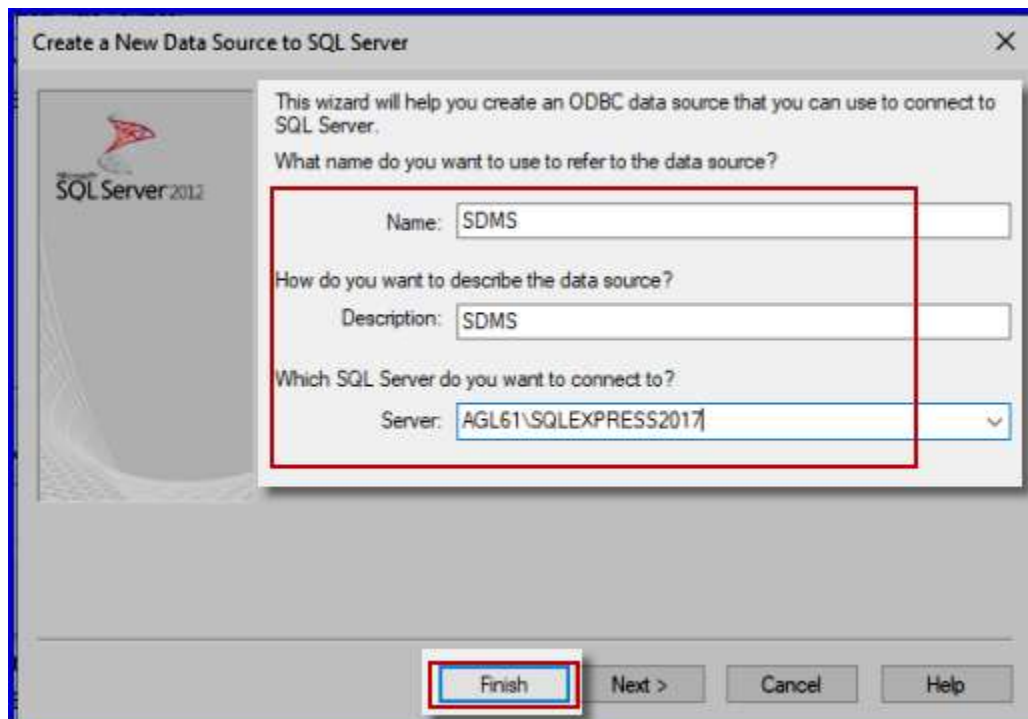 Create a New Data Source to SQL Server
This wizard will help you create an ODBC data source that you can use to connect to
SQL Server.
What name do you want to use to refer to the data source?
Microsoft
SQL Server 2012
Name: SDMS
How do you want to describe the data source?
Description: SDMS
Which SQL Server do you want to connect to?
Server: AGL61\SQLEXPRESS2017
Finish
Next >
Cancel
Help